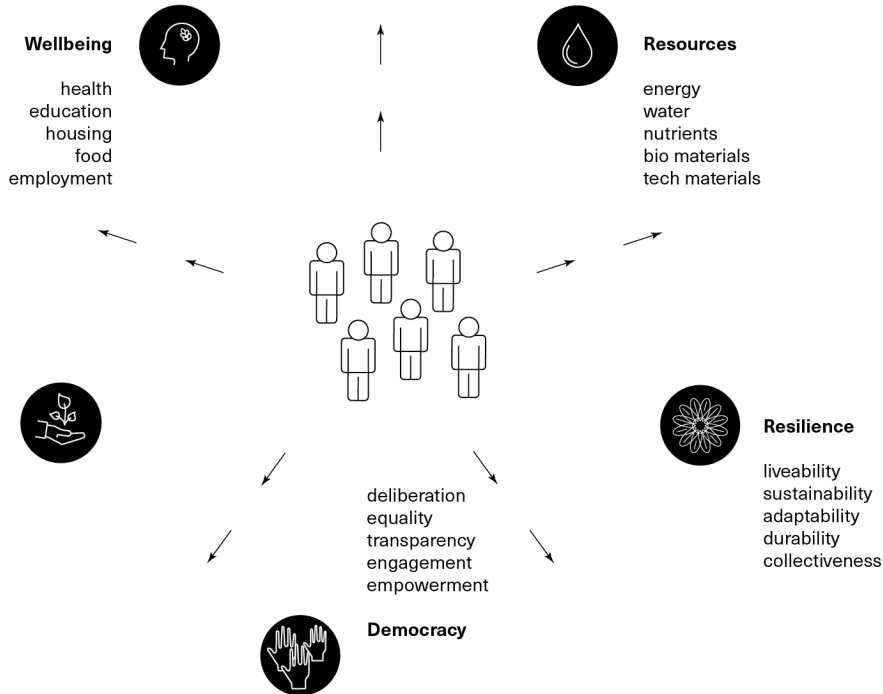 Wellbeing
health
education
housing
food
employment
Resources
energy
water
nutrients
bio materials
tech materials
Resilience
liveability
sustainability
adaptability
durability
collectiveness
deliberation
equality
transparency
engagement
empowerment
Democracy